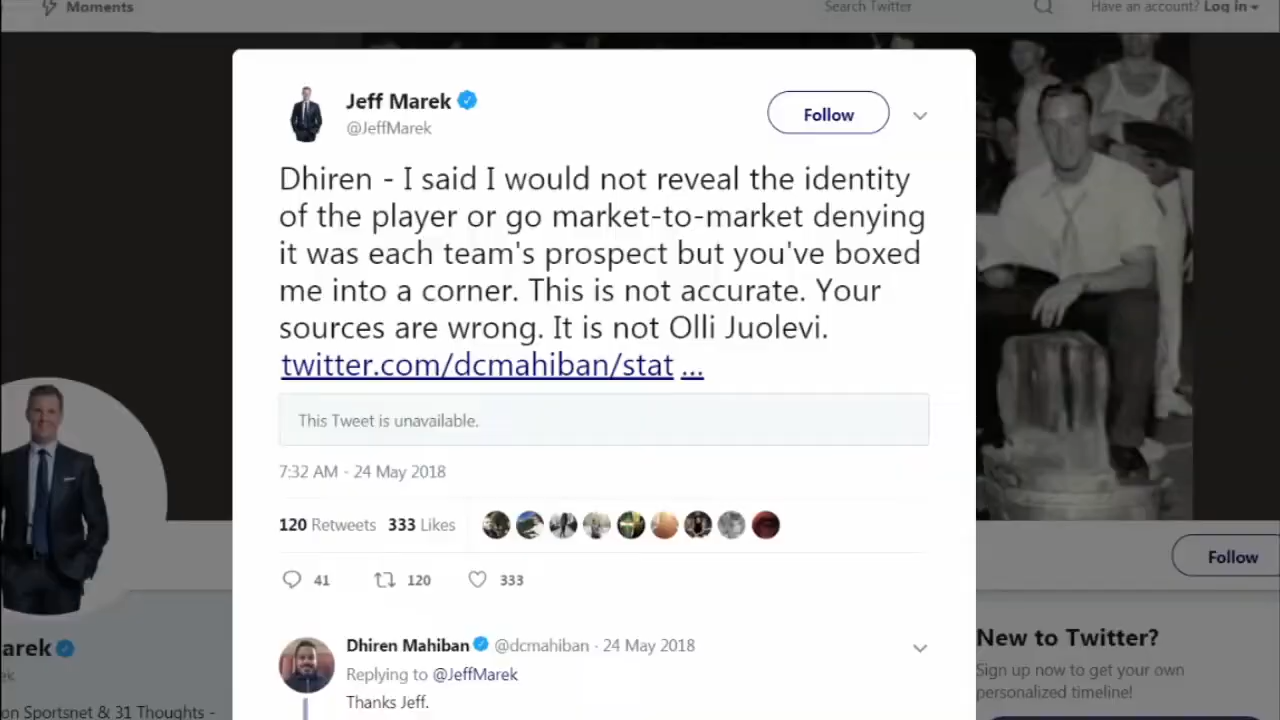 Moments
Search Twitter
Have an account? Log in
Jeff Marek
@JeffMarek
Follow
Dhiren - I said I would not reveal the identity
of the player or go market-to-market denying
it was each team's prospect but you've boxed
me into a corner. This is not accurate. Your
sources are wrong. It is not Olli Juolevi.
twitter.com/dcmahiban/stat ...
This Tweet is unavailable.
7:32 AM - 24 May 2018
120 Retweets 333 Likes
41 120 333
Follow
arek
New to Twitter?
Sign up now to get your own
personalized timeline!
on Sportsnet & 31 Thoughts -
Dhiren Mahiban @dcmahiban · 24 May 2018
Replying to @JeffMarek
Thanks Jeff.